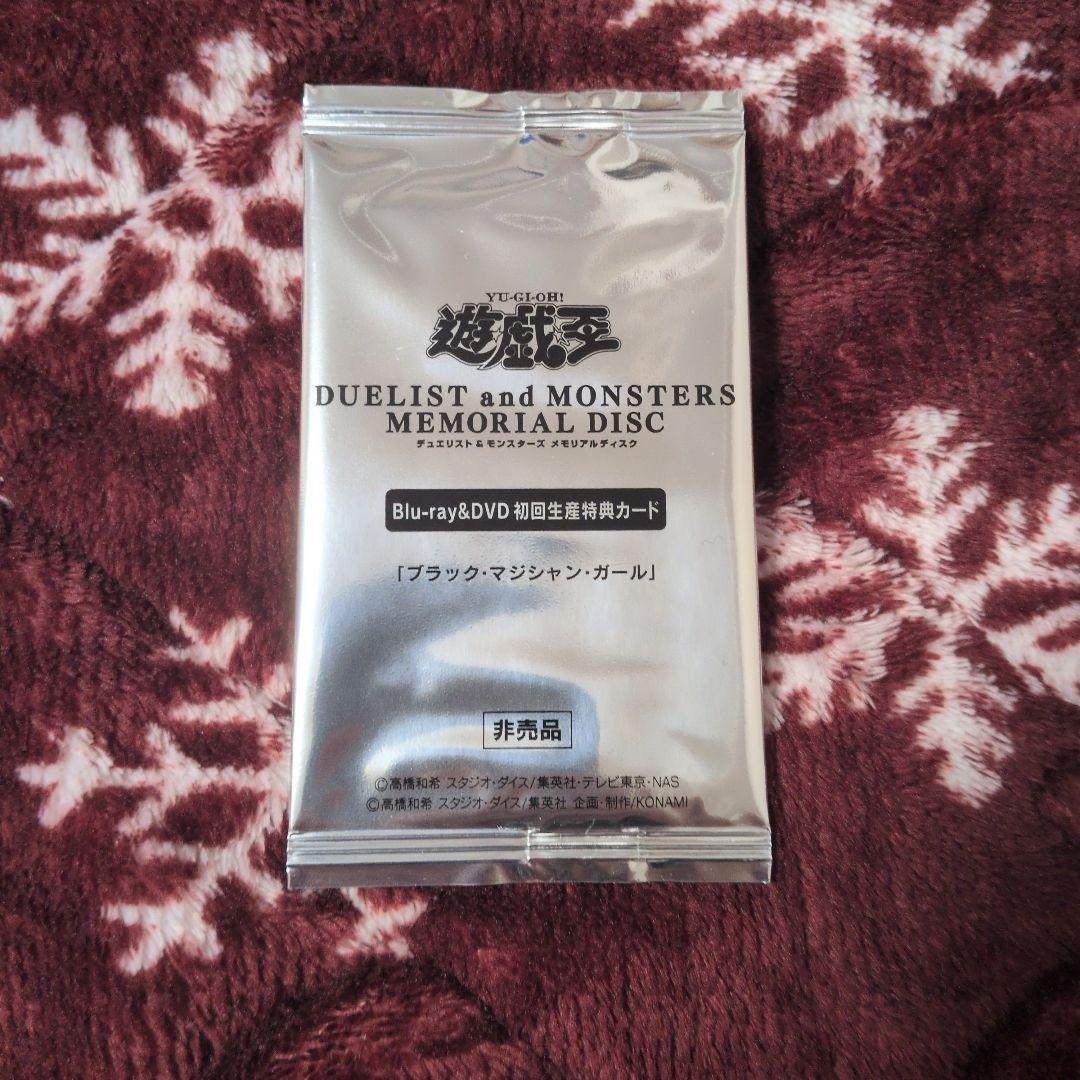 YU-GI-OH!
遊戯王
DUELIST and MONSTERS
MEMORIAL DISC
デュエリスト&モンスターズ メモリアルディスク
Blu-ray&DVD 初回生産特典カード
「ブラック・マジシャン・ガール」
非売品
©高橋和希 スタジオ・ダイス/集英社・テレビ東京・NAS
©高橋和希 スタジオ・ダイス/集英社 企画・制作/KONAMI